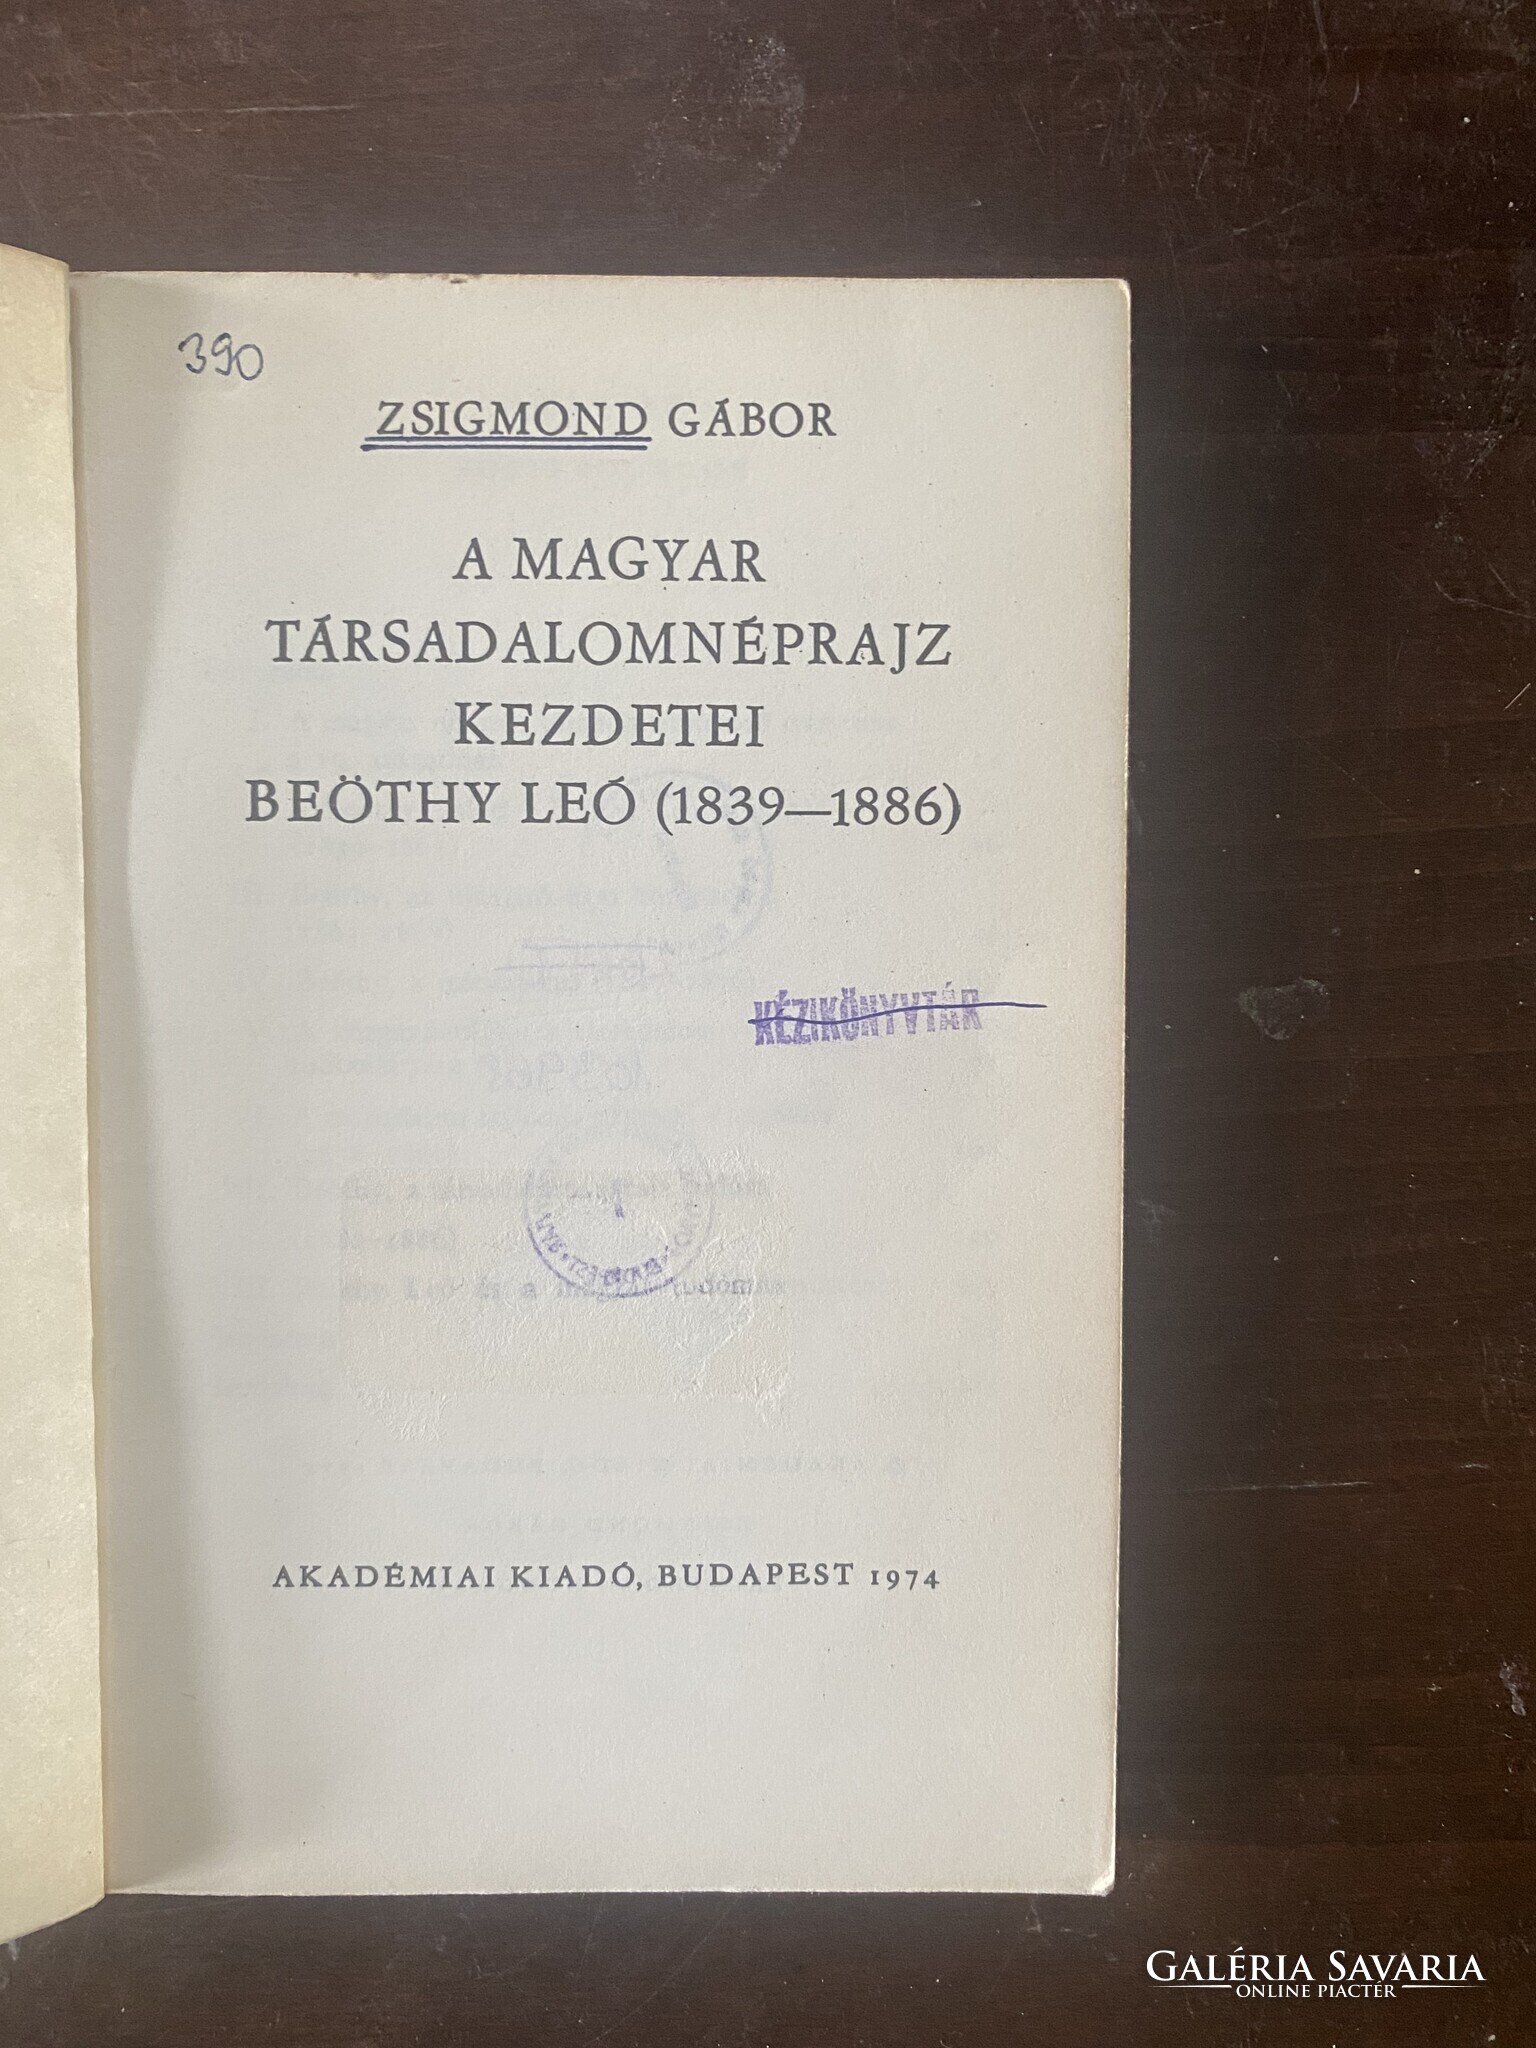 390
ZSIGMOND GÁBOR
A MAGYAR
TÁRSADALOMNÉPRAJZ
KEZDETEI
BEÖTHY LEÓ (1839—1886)
KÉZIKÖNYVTÁR
AKADÉMIAI KIADÓ, BUDAPEST 1974
GALÉRIA SAVARIA
ONLINE PIACTÉR